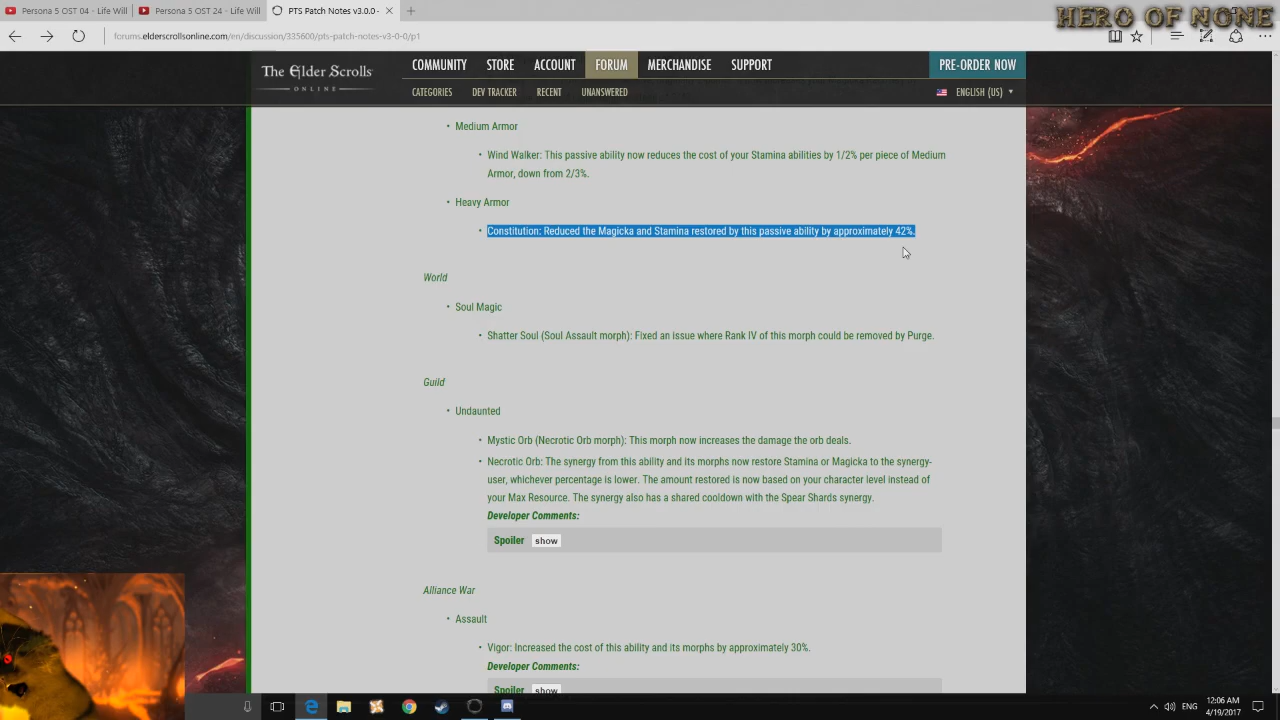 Persona 5 OST 04 - Life Will
Persona 5 OST 04 - Life Will
PTS Patch Notes v3.0.0
HERO OF NONE
forums.elderscrollsonline.com/en/discussion/335600/pts-patch-notes-v3-0-0/p1
The Elder Scrolls
ONLINE
COMMUNITY STORE ACCOUNT FORUM MERCHANDISE SUPPORT
PRE-ORDER NOW
CATEGORIES DEV TRACKER RECENT UNANSWERED
ENGLISH (US)
• Medium Armor
• Wind Walker: This passive ability now reduces the cost of your Stamina abilities by 1/2% per piece of Medium
Armor, down from 2/3%.
• Heavy Armor
• Constitution: Reduced the Magicka and Stamina restored by this passive ability by approximately 42%.
World
• Soul Magic
• Shatter Soul (Soul Assault morph): Fixed an issue where Rank IV of this morph could be removed by Purge.
Guild
• Undaunted
• Mystic Orb (Necrotic Orb morph): This morph now increases the damage the orb deals.
• Necrotic Orb: The synergy from this ability and its morphs now restore Stamina or Magicka to the synergy-
user, whichever percentage is lower. The amount restored is now based on your character level instead of
your Max Resource. The synergy also has a shared cooldown with the Spear Shards synergy.
Developer Comments:
Spoiler show
Alliance War
• Assault
• Vigor: Increased the cost of this ability and its morphs by approximately 30%.
Developer Comments:
Spoiler show
ENG
12:06 AM
4/19/2017